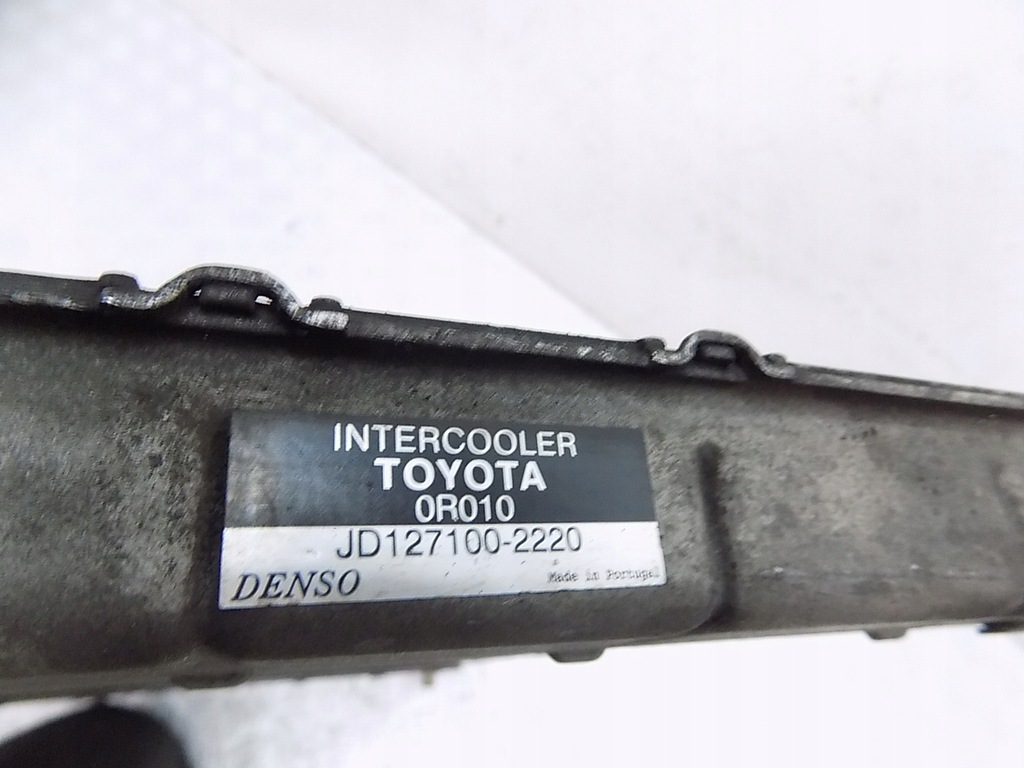 INTERCOOLER
TOYOTA
0R010
JD127100-2220
DENSO Made in Portugal